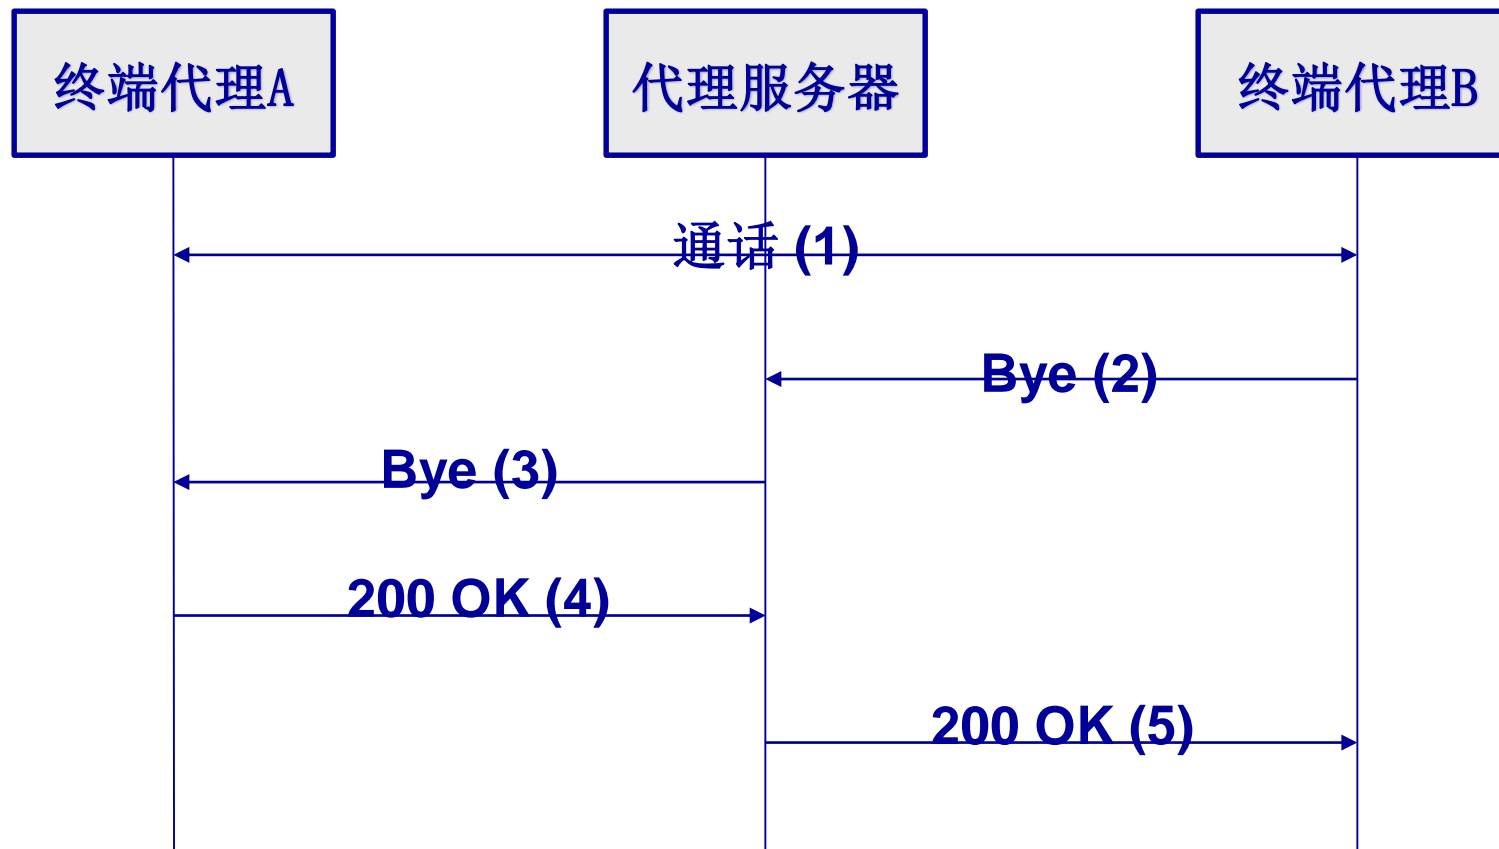 终端代理A
代理服务器
终端代理B
通话 (1)
Bye (2)
Bye (3)
200 OK (4)
200 OK (5)